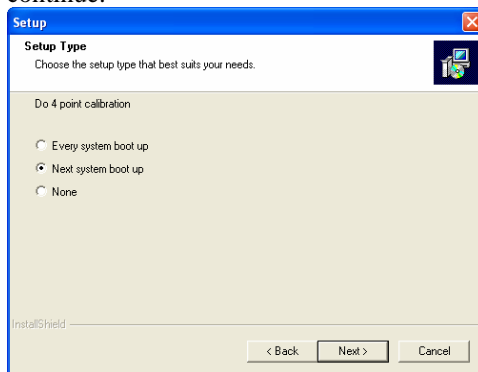 continue.
Setup
Setup Type
Choose the setup type that best suits your needs.
Do 4 point calibration
Every system boot up
Next system boot up
None
InstallShield
< Back Next > Cancel